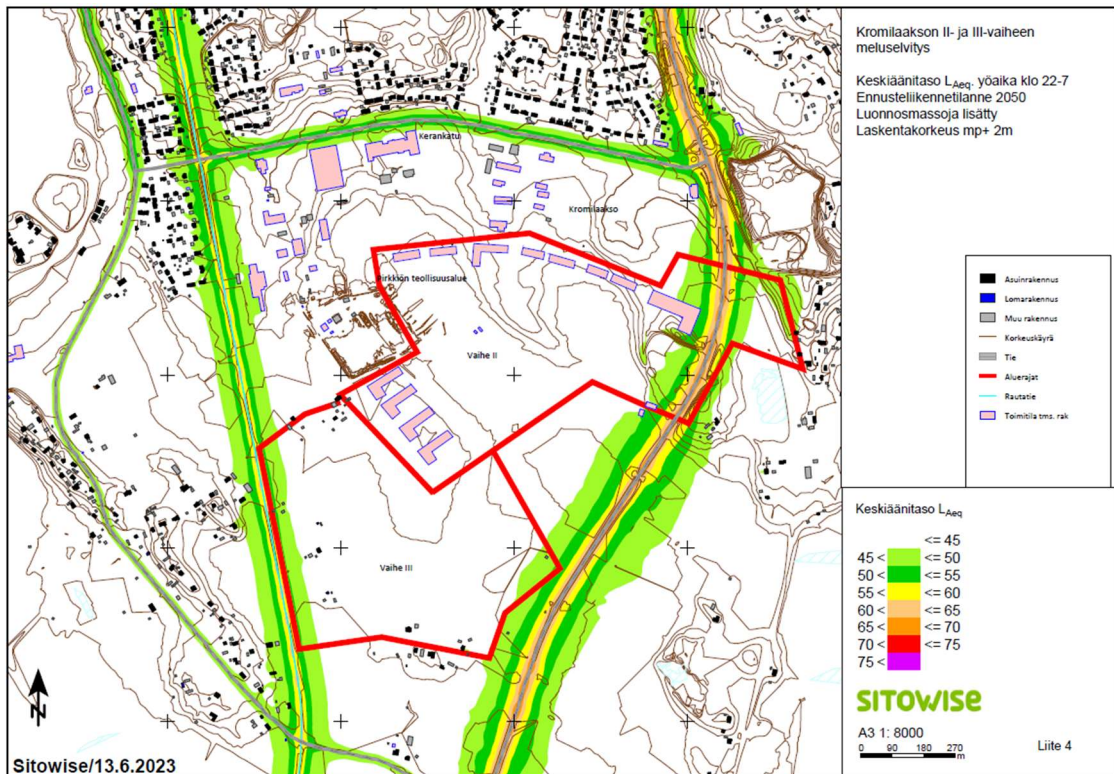 Kromilaakson II- ja III-vaiheen
meluselvitys
Keskiäänitaso LAeq. yöaika klo 22-7
Ennusteliikennetilanne 2050
Luonnosmassoja lisätty
Laskentakorkeus mp+ 2m
Kerankatu
Kromilaakso
teollisuusalue
Vaihe II
Vaihe III
Asuinrakennus
Lomarakennus
Muu rakennus
Korkeuskäyrä
Tie
Aluerajat
Rautatie
Toimitila tms. rak
Keskiäänitaso LAeq
<= 45
45 < <= 50
50 < <= 55
55 < <= 60
60 < <= 65
65 < <= 70
70 < <= 75
75 <
SITOWISE
A3 1: 8000
0 90 180 270
m
Liite 4
N
Sitowise/13.6.2023